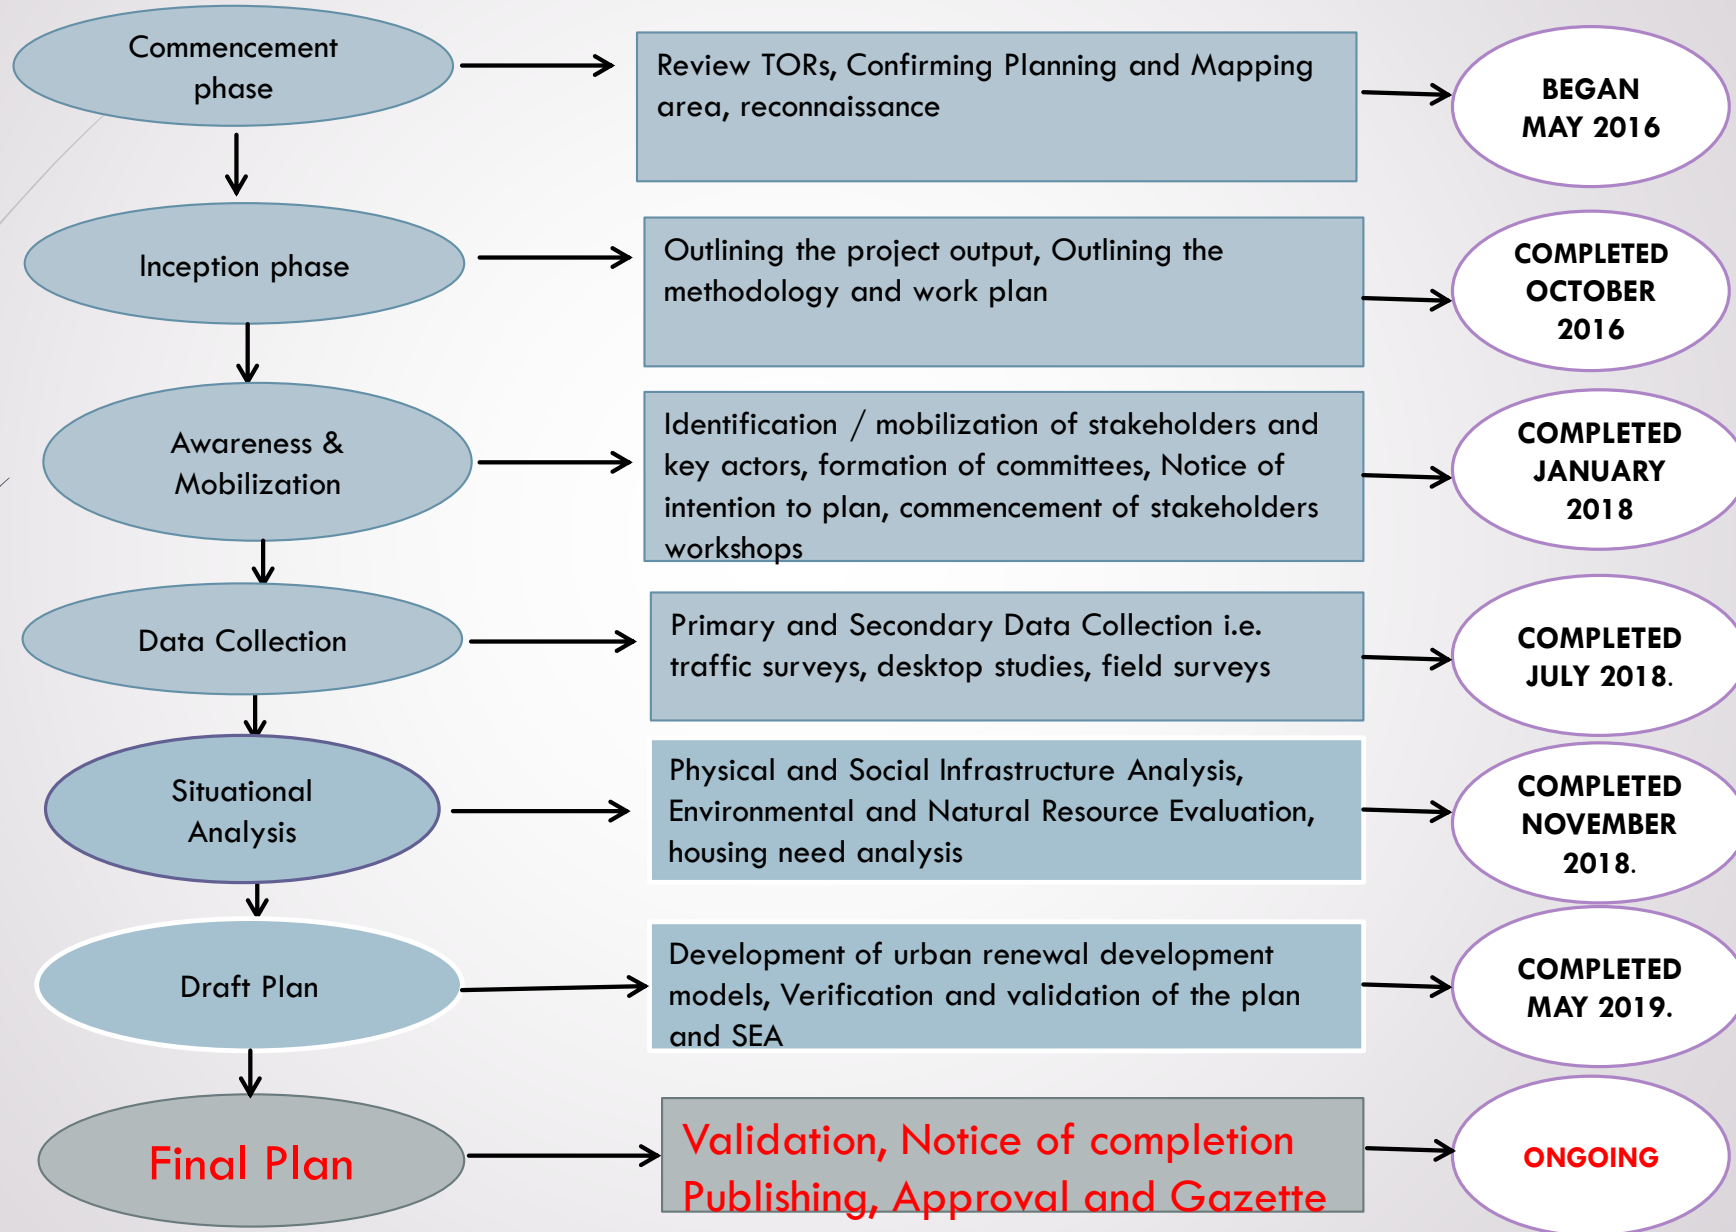 Commencement
phase
Review TORs, Confirming Planning and Mapping
area, reconnaissance
BEGAN
MAY 2016
Inception phase
Outlining the project output, Outlining the
methodology and work plan
COMPLETED
OCTOBER
2016
Awareness &
Mobilization
Identification / mobilization of stakeholders and
key actors, formation of committees, Notice of
intention to plan, commencement of stakeholders
workshops
COMPLETED
JANUARY
2018
Data Collection
Primary and Secondary Data Collection i.e.
traffic surveys, desktop studies, field surveys
COMPLETED
JULY 2018.
Situational
Analysis
Physical and Social Infrastructure Analysis,
Environmental and Natural Resource Evaluation,
housing need analysis
COMPLETED
NOVEMBER
2018.
Draft Plan
Development of urban renewal development
models, Verification and validation of the plan
and SEA
COMPLETED
MAY 2019.
Final Plan
Validation, Notice of completion
Publishing, Approval and Gazette
ONGOING